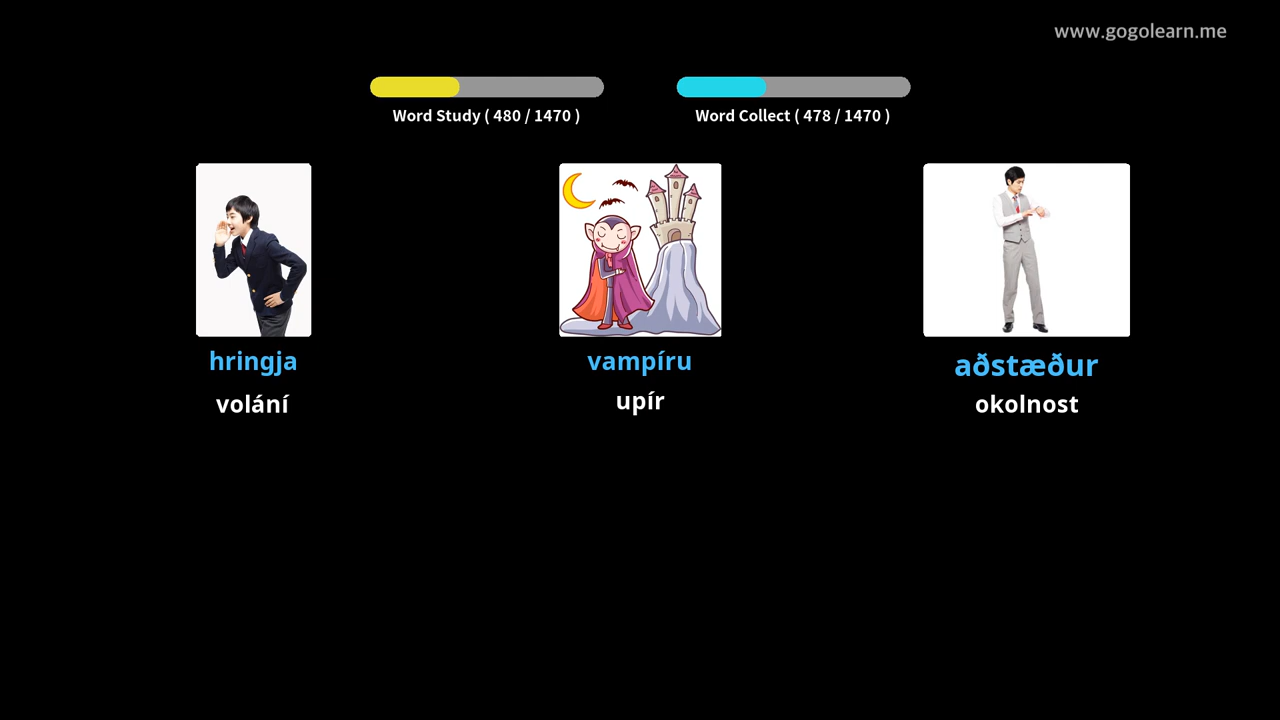 www.gogolearn.me
Word Study ( 480 / 1470 )
Word Collect ( 478 / 1470 )
hringja
volání
vampíru
upír
aðstæður
okolnost